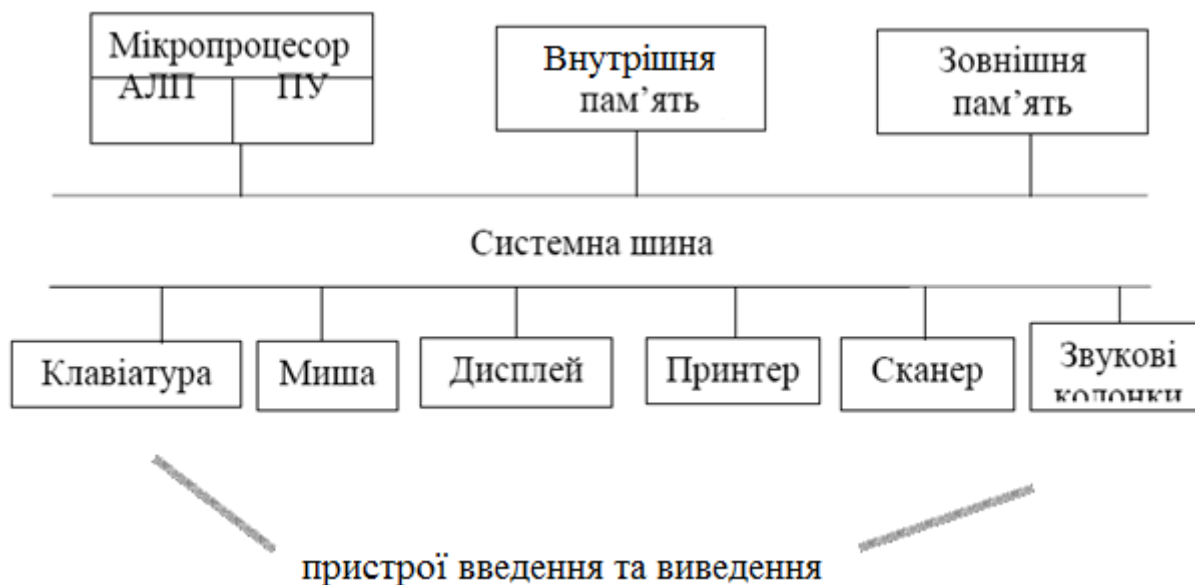 Мікропроцесор
АЛП ПУ
Внутрішня
пам’ять
Зовнішня
пам’ять
Системна шина
Клавіатура
Миша
Дисплей
Принтер
Сканер
Звукові
колонки
пристрої введення та виведення